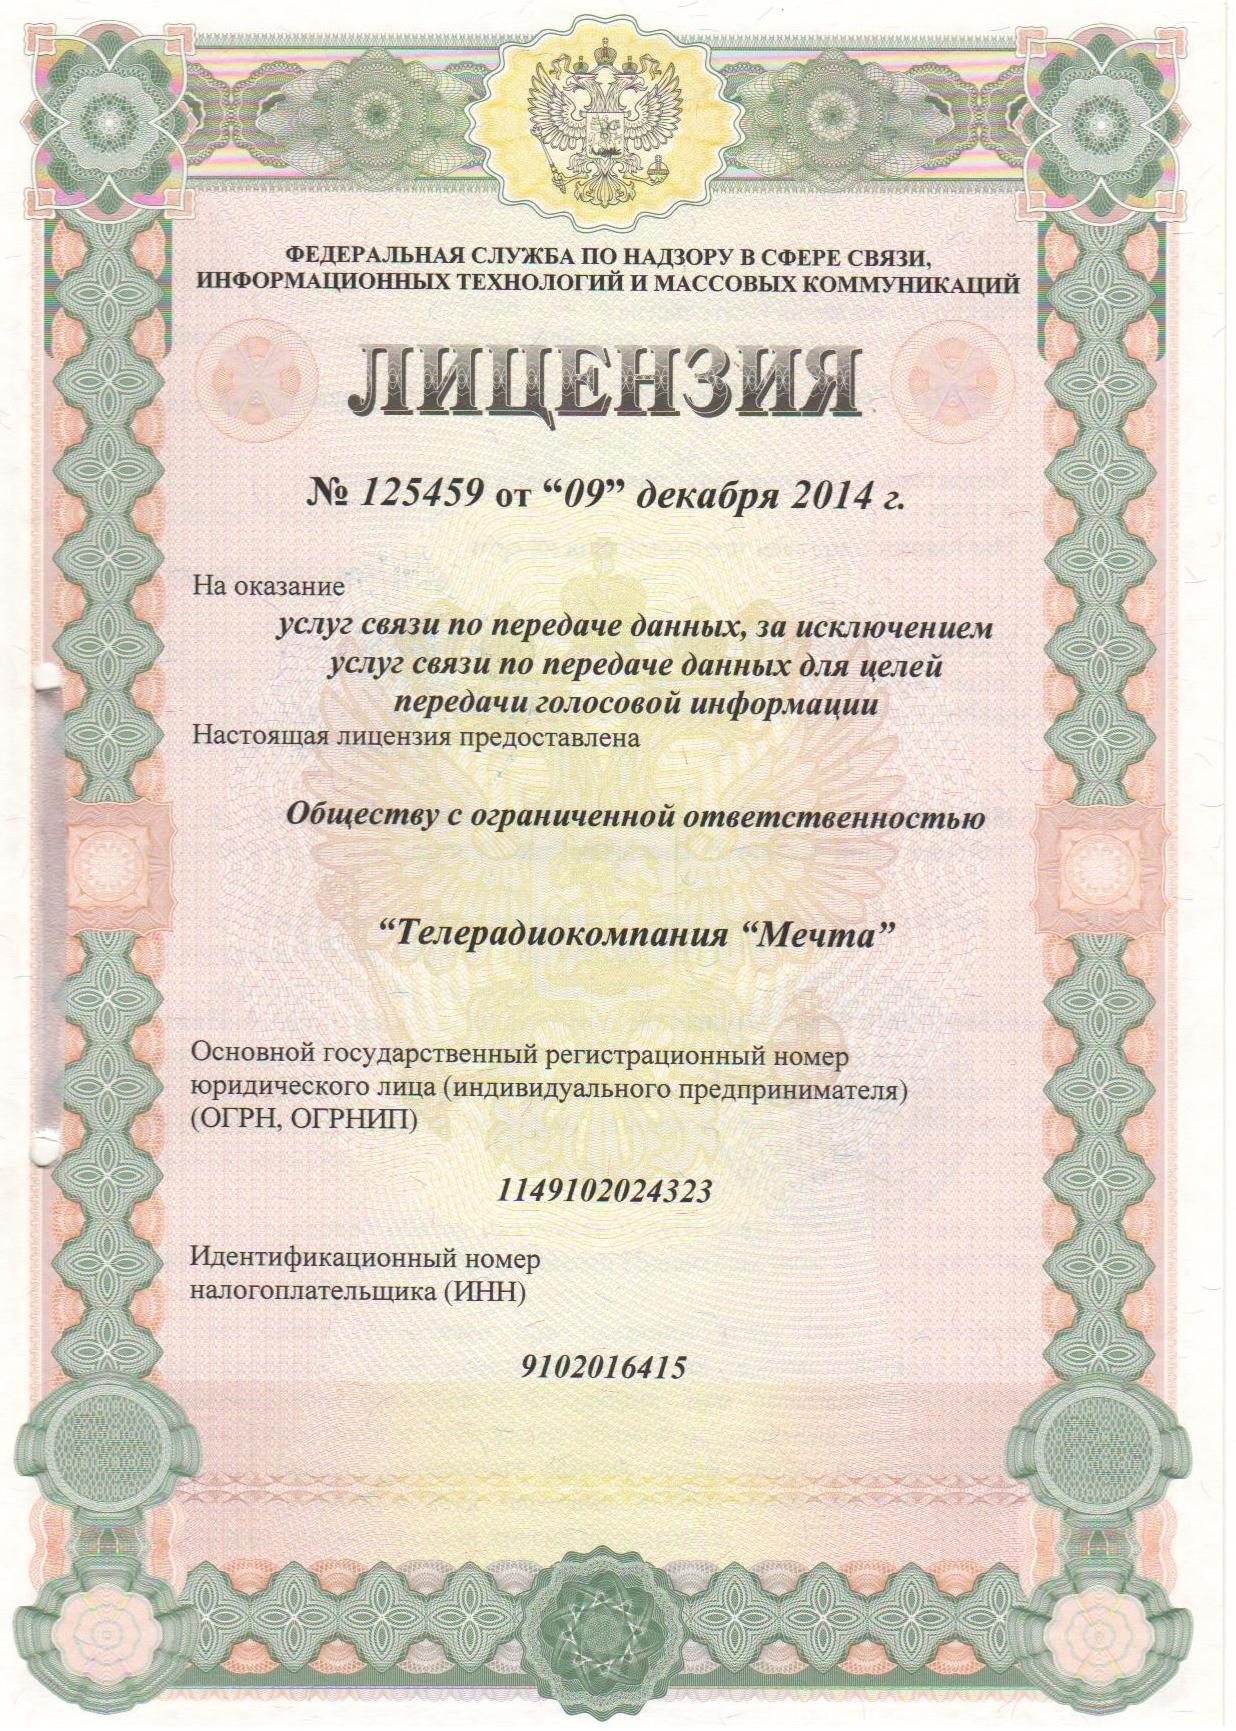 ФЕДЕРАЛЬНАЯ СЛУЖБА ПО НАДЗОРУ В СФЕРЕ СВЯЗИ,
ИНФОРМАЦИОННЫХ ТЕХНОЛОГИЙ И МАССОВЫХ КОММУНИКАЦИЙ
ЛИЦЕНЗИЯ
№ 125459 от “09” декабря 2014 г.
На оказание
услуг связи по передаче данных, за исключением
услуг связи по передаче данных для целей
передачи голосовой информации
Настоящая лицензия предоставлена
Обществу с ограниченной ответственностью
“Телерадиокомпания “Мечта”
Основной государственный регистрационный номер
юридического лица (индивидуального предпринимателя)
(ОГРН, ОГРНИП)
1149102024323
Идентификационный номер
налогоплательщика (ИНН)
9102016415